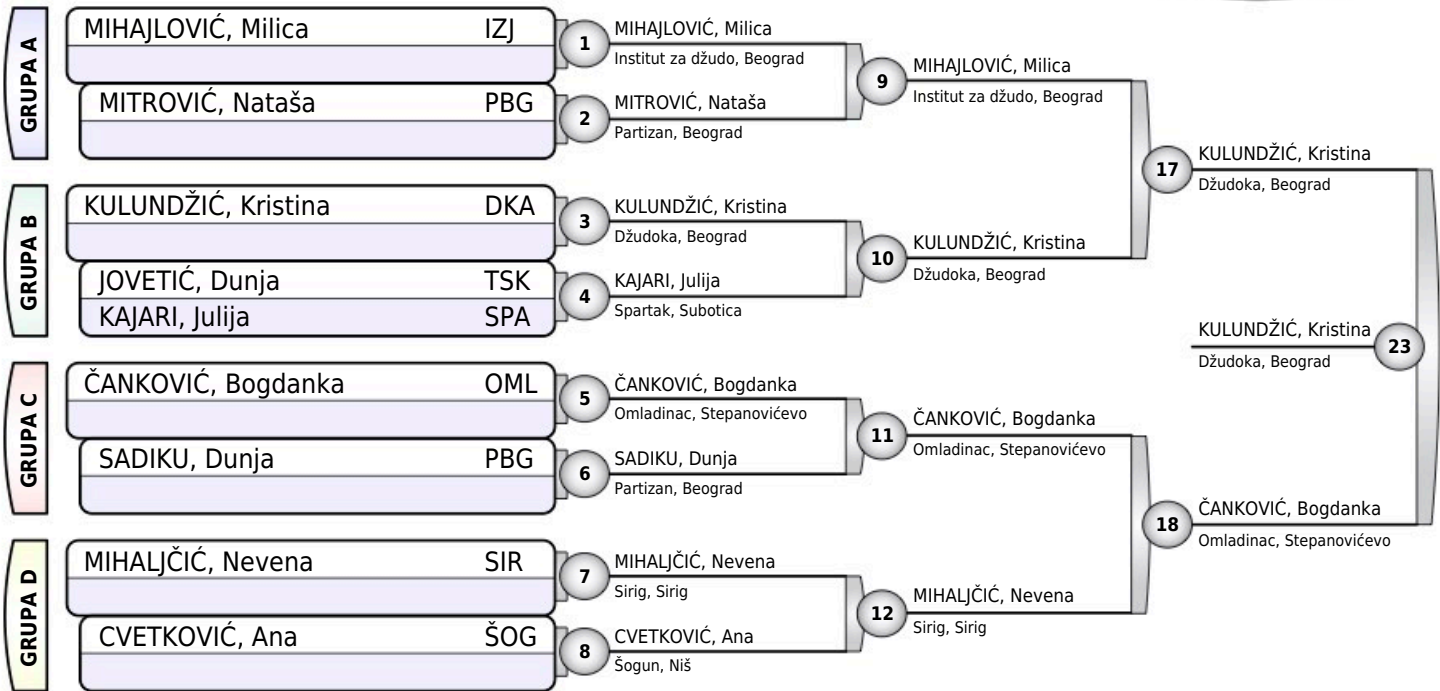 GRUPA A
MIHAJLOVIĆ, Milica IZJ
MITROVIĆ, Nataša PBG
1
MIHAJLOVIĆ, Milica
Institut za džudo, Beograd
2
MITROVIĆ, Nataša
Partizan, Beograd
9
MIHAJLOVIĆ, Milica
Institut za džudo, Beograd
GRUPA B
KULUNDŽIĆ, Kristina DKA
JOVETIĆ, Dunja TSK
KAJARI, Julija SPA
3
KULUNDŽIĆ, Kristina
Džudoka, Beograd
4
KAJARI, Julija
Spartak, Subotica
10
KULUNDŽIĆ, Kristina
Džudoka, Beograd
17
KULUNDŽIĆ, Kristina
Džudoka, Beograd
GRUPA C
ČANKOVIĆ, Bogdanka OML
SADIKU, Dunja PBG
5
ČANKOVIĆ, Bogdanka
Omladinac, Stepanovićevo
6
SADIKU, Dunja
Partizan, Beograd
11
ČANKOVIĆ, Bogdanka
Omladinac, Stepanovićevo
GRUPA D
MIHALJČIĆ, Nevena SIR
CVETKOVIĆ, Ana ŠOG
7
MIHALJČIĆ, Nevena
Sirig, Sirig
8
CVETKOVIĆ, Ana
Šogun, Niš
12
MIHALJČIĆ, Nevena
Sirig, Sirig
18
ČANKOVIĆ, Bogdanka
Omladinac, Stepanovićevo
KULUNDŽIĆ, Kristina
Džudoka, Beograd
23